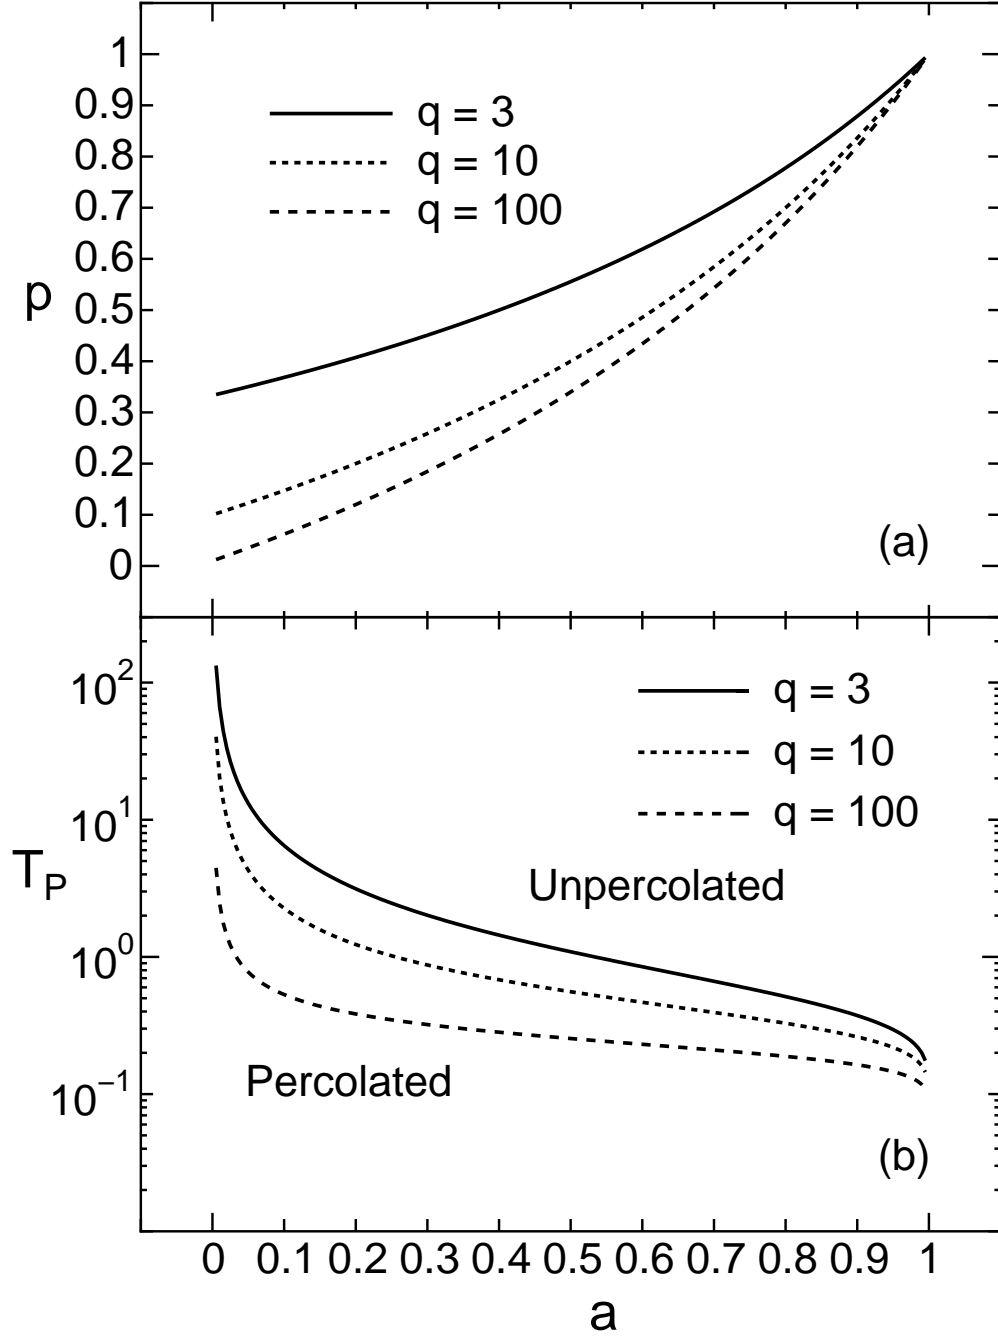 1
0.9
0.8
0.7
0.6
0.5
0.4
0.3
0.2
0.1
0
p
q = 3
q = 10
q = 100
(a)
10²
10¹
10⁰
10⁻¹
T_P
q = 3
q = 10
q = 100
Unpercolated
Percolated
(b)
0 0.1 0.2 0.3 0.4 0.5 0.6 0.7 0.8 0.9 1
a